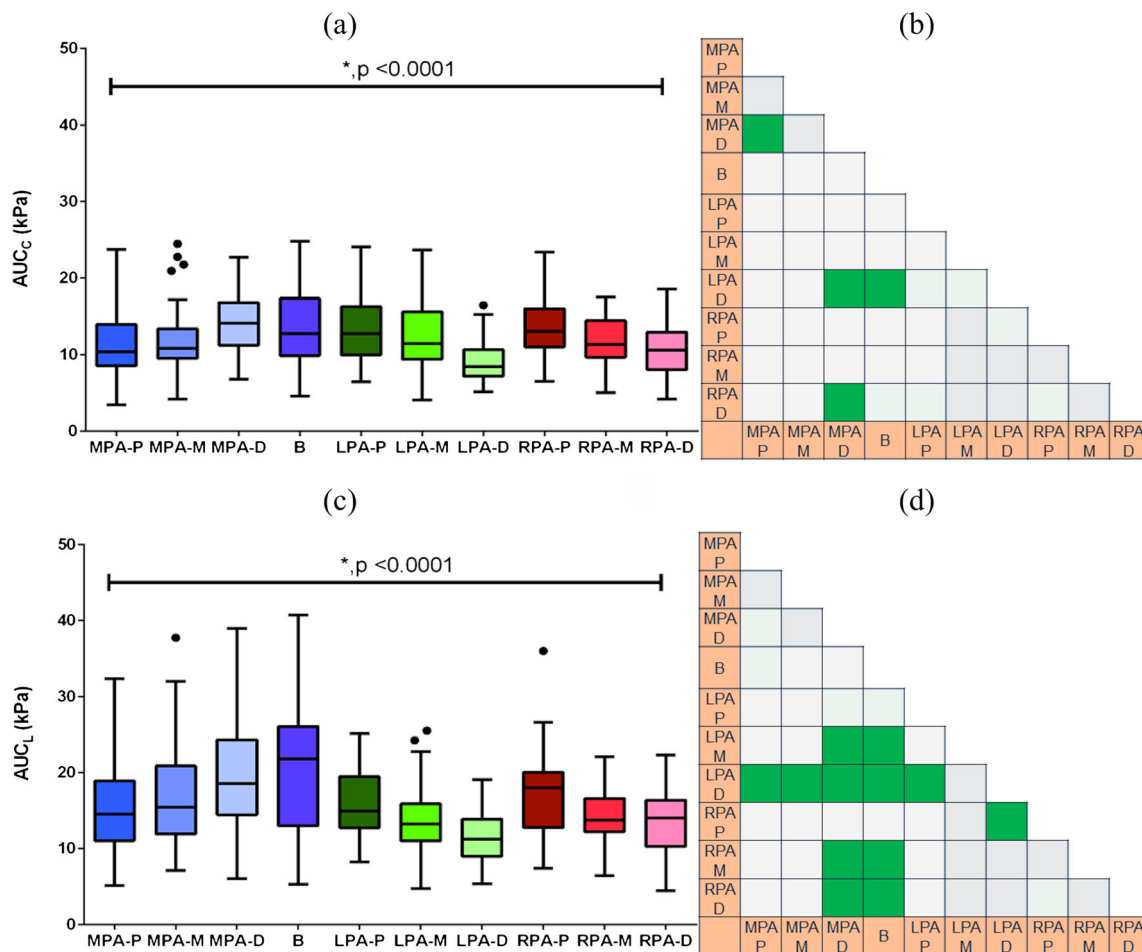 (a)
(b)
50
40
30
20
10
0
AUCC (kPa)
*,p <0.0001
MPA-P MPA-M MPA-D B LPA-P LPA-M LPA-D RPA-P RPA-M RPA-D
MPA
P
MPA
M
MPA
D
B
LPA
P
LPA
M
LPA
D
RPA
P
RPA
M
RPA
D
MPA MPA MPA B LPA LPA LPA RPA RPA RPA
P M D P M D P M D
(c)
(d)
50
40
30
20
10
0
AUCL (kPa)
*,p <0.0001
MPA-P MPA-M MPA-D B LPA-P LPA-M LPA-D RPA-P RPA-M RPA-D
MPA
P
MPA
M
MPA
D
B
LPA
P
LPA
M
LPA
D
RPA
P
RPA
M
RPA
D
MPA MPA MPA B LPA LPA LPA RPA RPA RPA
P M D P M D P M D